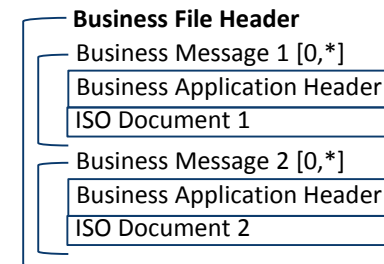 Business File Header
Business Message 1 [0,*]
Business Application Header
ISO Document 1
Business Message 2 [0,*]
Business Application Header
ISO Document 2